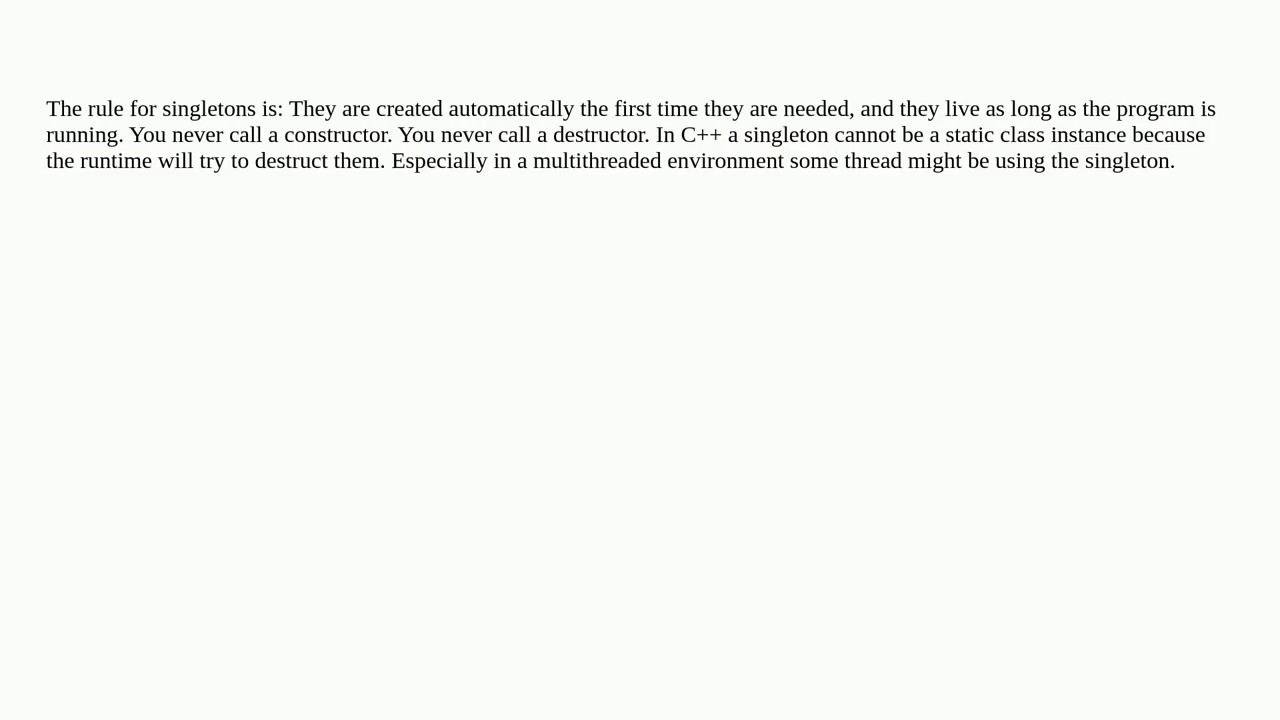 The rule for singletons is: They are created automatically the first time they are needed, and they live as long as the program is
running. You never call a constructor. You never call a destructor. In C++ a singleton cannot be a static class instance because
the runtime will try to destruct them. Especially in a multithreaded environment some thread might be using the singleton.